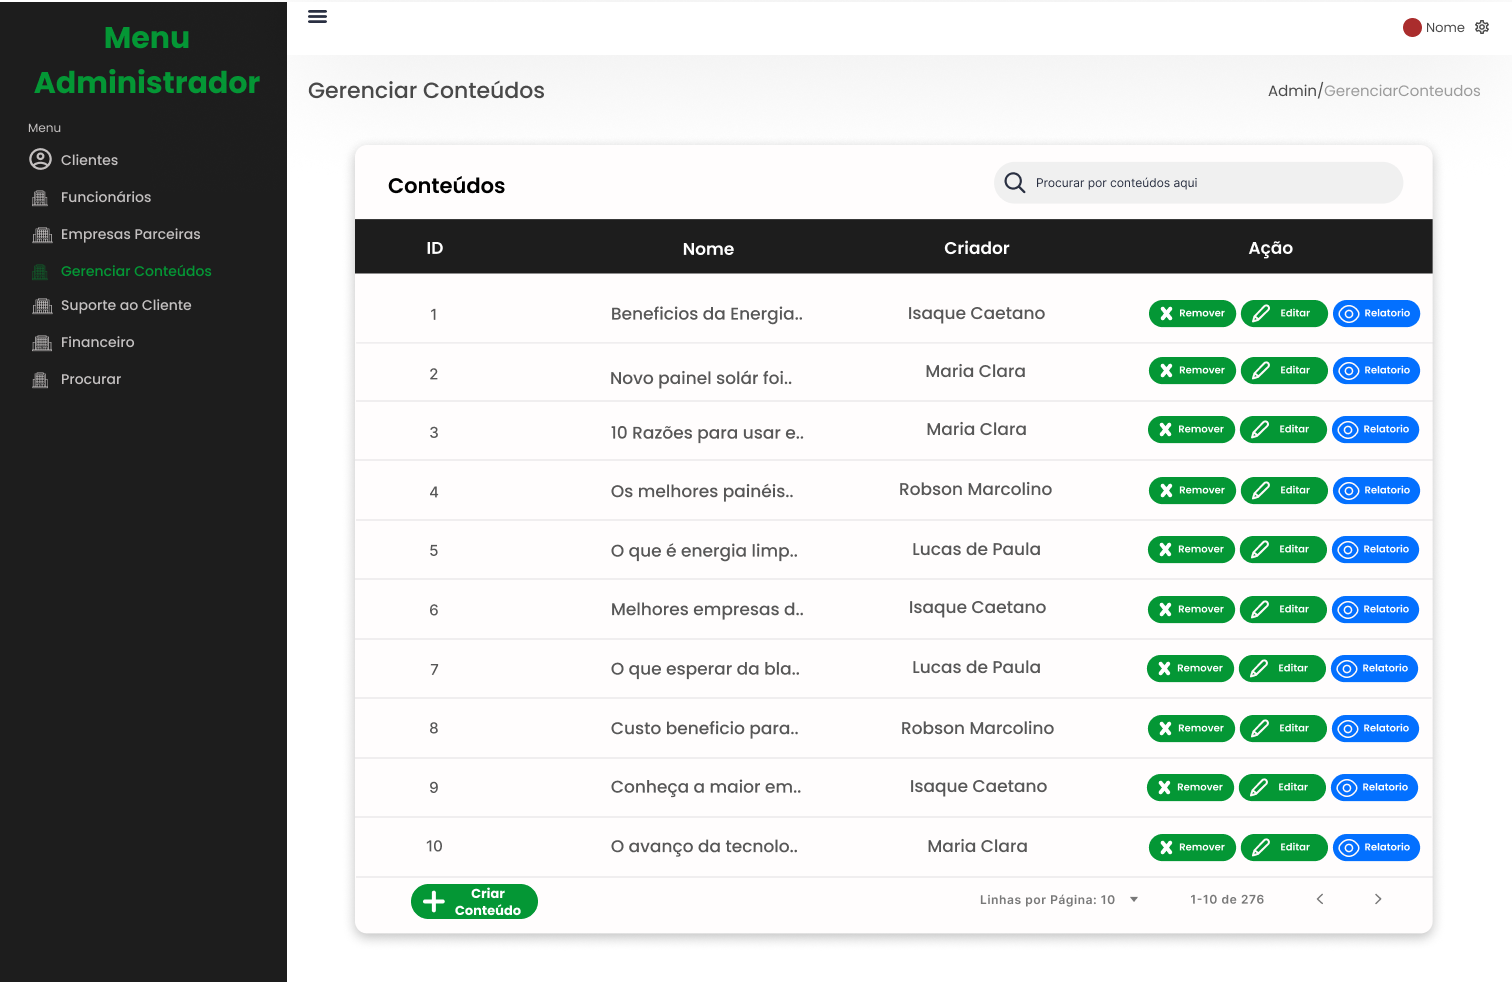 Menu
Administrador
Menu
Clientes
Funcionários
Empresas Parceiras
Gerenciar Conteúdos
Suporte ao Cliente
Financeiro
Procurar
Nome
Gerenciar Conteúdos
Admin/GerenciarConteudos
Conteúdos
Procurar por conteúdos aqui
ID Nome Criador Ação
1 Beneficios da Energia.. Isaque Caetano Remover Editar Relatorio
2 Novo painel solár foi.. Maria Clara Remover Editar Relatorio
3 10 Razões para usar e.. Maria Clara Remover Editar Relatorio
4 Os melhores painéis.. Robson Marcolino Remover Editar Relatorio
5 O que é energia limp.. Lucas de Paula Remover Editar Relatorio
6 Melhores empresas d.. Isaque Caetano Remover Editar Relatorio
7 O que esperar da bla.. Lucas de Paula Remover Editar Relatorio
8 Custo beneficio para.. Robson Marcolino Remover Editar Relatorio
9 Conheça a maior em.. Isaque Caetano Remover Editar Relatorio
10 O avanço da tecnolo.. Maria Clara Remover Editar Relatorio
Criar
Conteúdo
Linhas por Página: 10
1-10 de 276